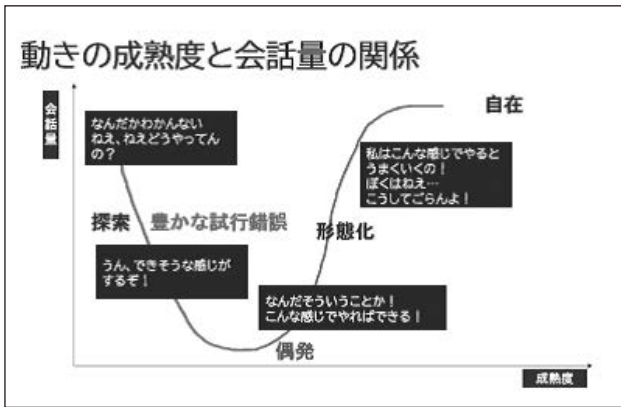 動きの成熟度と会話量の関係
会話量
なんだかわかんない
ねえ、ねえどうやってん
の？
自在
私はこんな感じでやると
うまくいくの！
ぼくはねえ…
こうしてごらんよ！
探索
豊かな試行錯誤
形態化
うん、できそうな感じが
するぞ！
なんだそういうことか！
こんな感じでやればできる！
偶発
成熟度